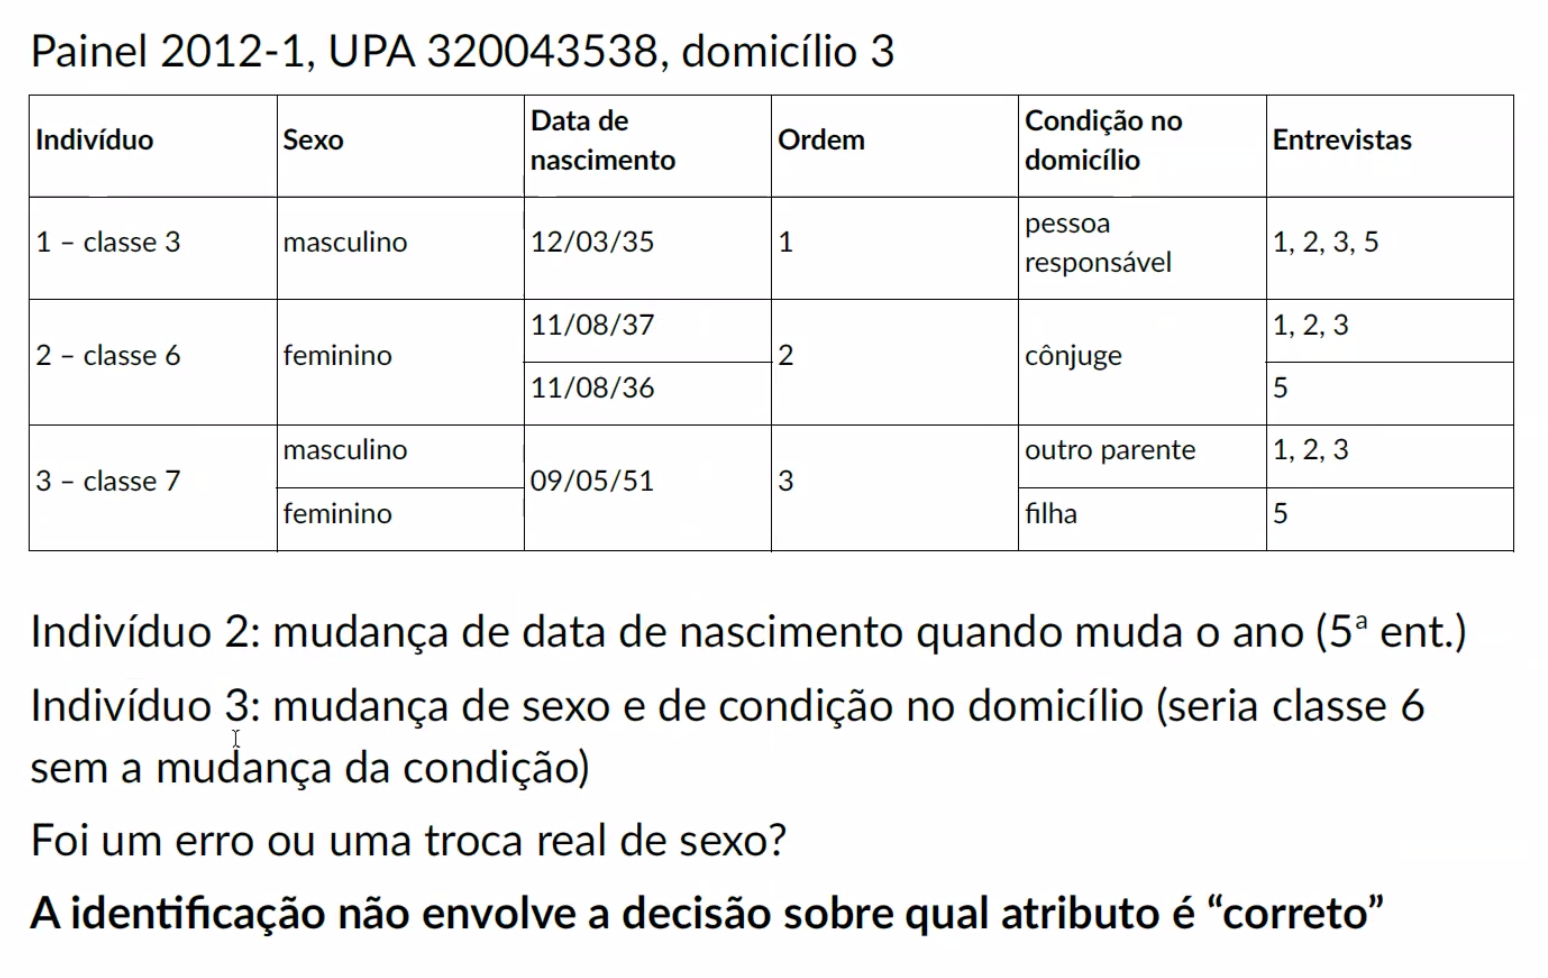 Painel 2012-1, UPA 320043538, domicílio 3
Indivíduo Sexo Data de nascimento Ordem Condição no domicílio Entrevistas
1 – classe 3 masculino 12/03/35 1 pessoa responsável 1, 2, 3, 5
2 – classe 6 feminino 11/08/37 2 cônjuge 1, 2, 3
11/08/36 5
3 – classe 7 masculino 09/05/51 3 outro parente 1, 2, 3
feminino filha 5
Indivíduo 2: mudança de data de nascimento quando muda o ano (5ª ent.)
Indivíduo 3: mudança de sexo e de condição no domicílio (seria classe 6
sem a mudança da condição)
Foi um erro ou uma troca real de sexo?
A identificação não envolve a decisão sobre qual atributo é “correto”